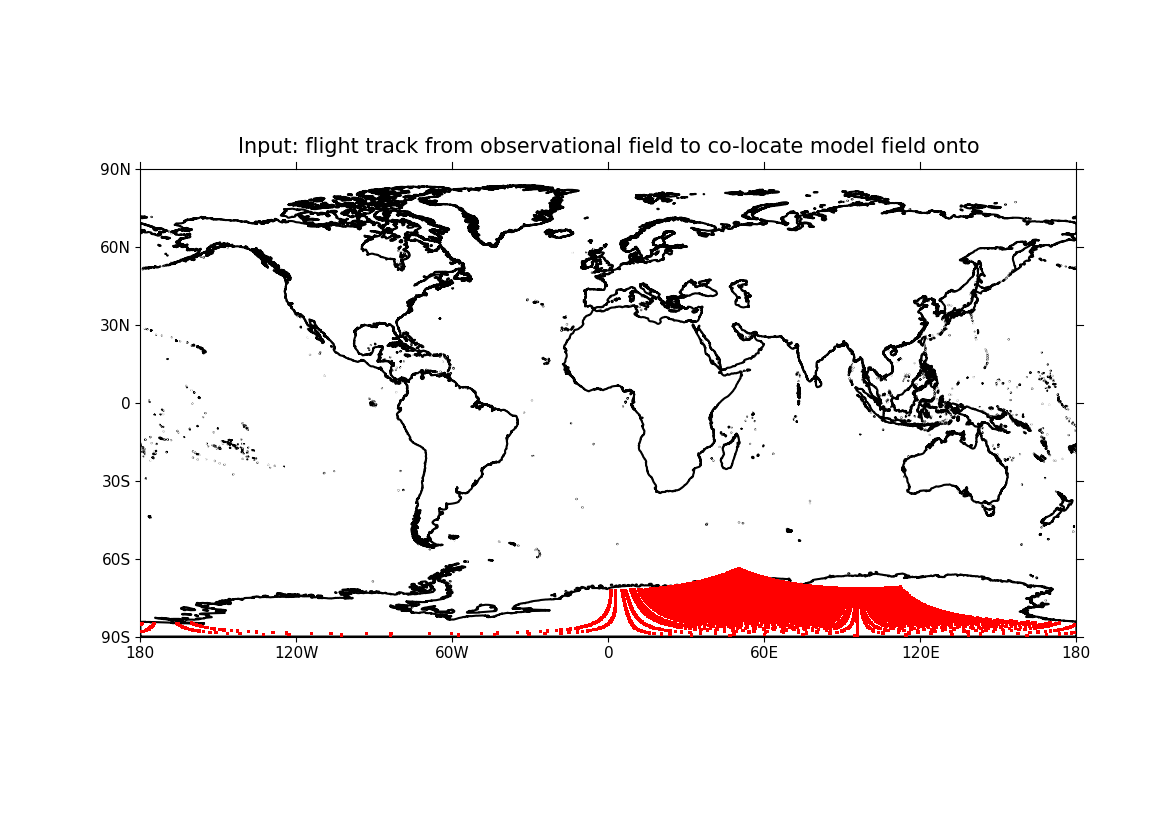 Input: flight track from observational field to co-locate model field onto
90N
60N
30N
0
30S
60S
90S
180 120W 60W 0 60E 120E 180